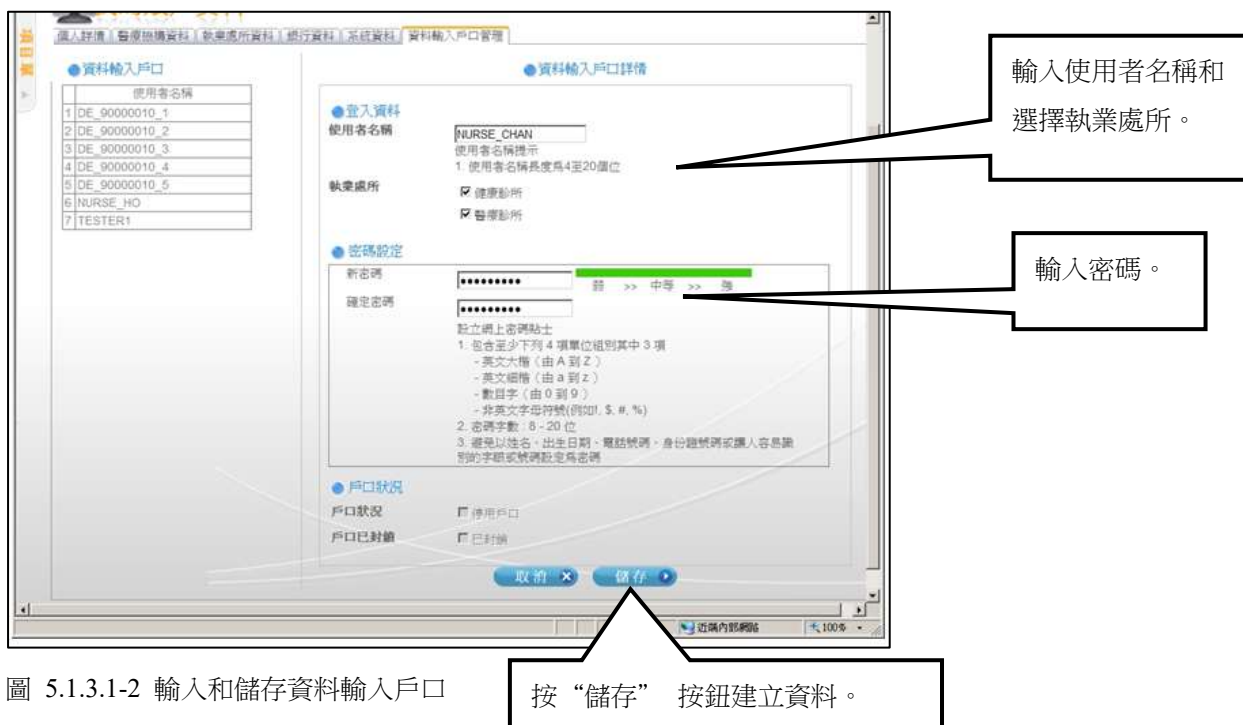 個人詳情 醫療機構資料 執業處所資料 銀行資料 系統資料 資料輸入戶口管理
項目
資料輸入戶口
使用者名稱
1 DE_90000010_1
2 DE_90000010_2
3 DE_90000010_3
4 DE_90000010_4
5 DE_90000010_5
6 NURSE_HO
7 TESTER1
資料輸入戶口詳情
登入資料
使用者名稱 NURSE_CHAN
使用者名稱提示
1. 使用者名稱長度為4至20個位
執業處所 健康診所
醫療診所
密碼設定
新密碼 •••••••••
弱 >> 中等 >> 強
確定密碼 •••••••••
設立網上密碼貼士
1. 包含至少下列 4 項單位組別其中 3 項
- 英文大楷（由 A 到 Z ）
- 英文細楷（由 a 到 z ）
- 數目字（由 0 到 9 ）
- 非英文字母符號(例如!, $, #, %)
2. 密碼字數 : 8 - 20 位
3. 避免以姓名、出生日期、電話號碼、身份證號碼或讓人容易識
別的字眼或號碼設定為密碼
戶口狀況
戶口狀況 停用戶口
戶口已封鎖 已封鎖
取消 儲存
近端內部網路 100%
輸入使用者名稱和
選擇執業處所。
輸入密碼。
按“儲存” 按鈕建立資料。
圖 5.1.3.1-2 輸入和儲存資料輸入戶口